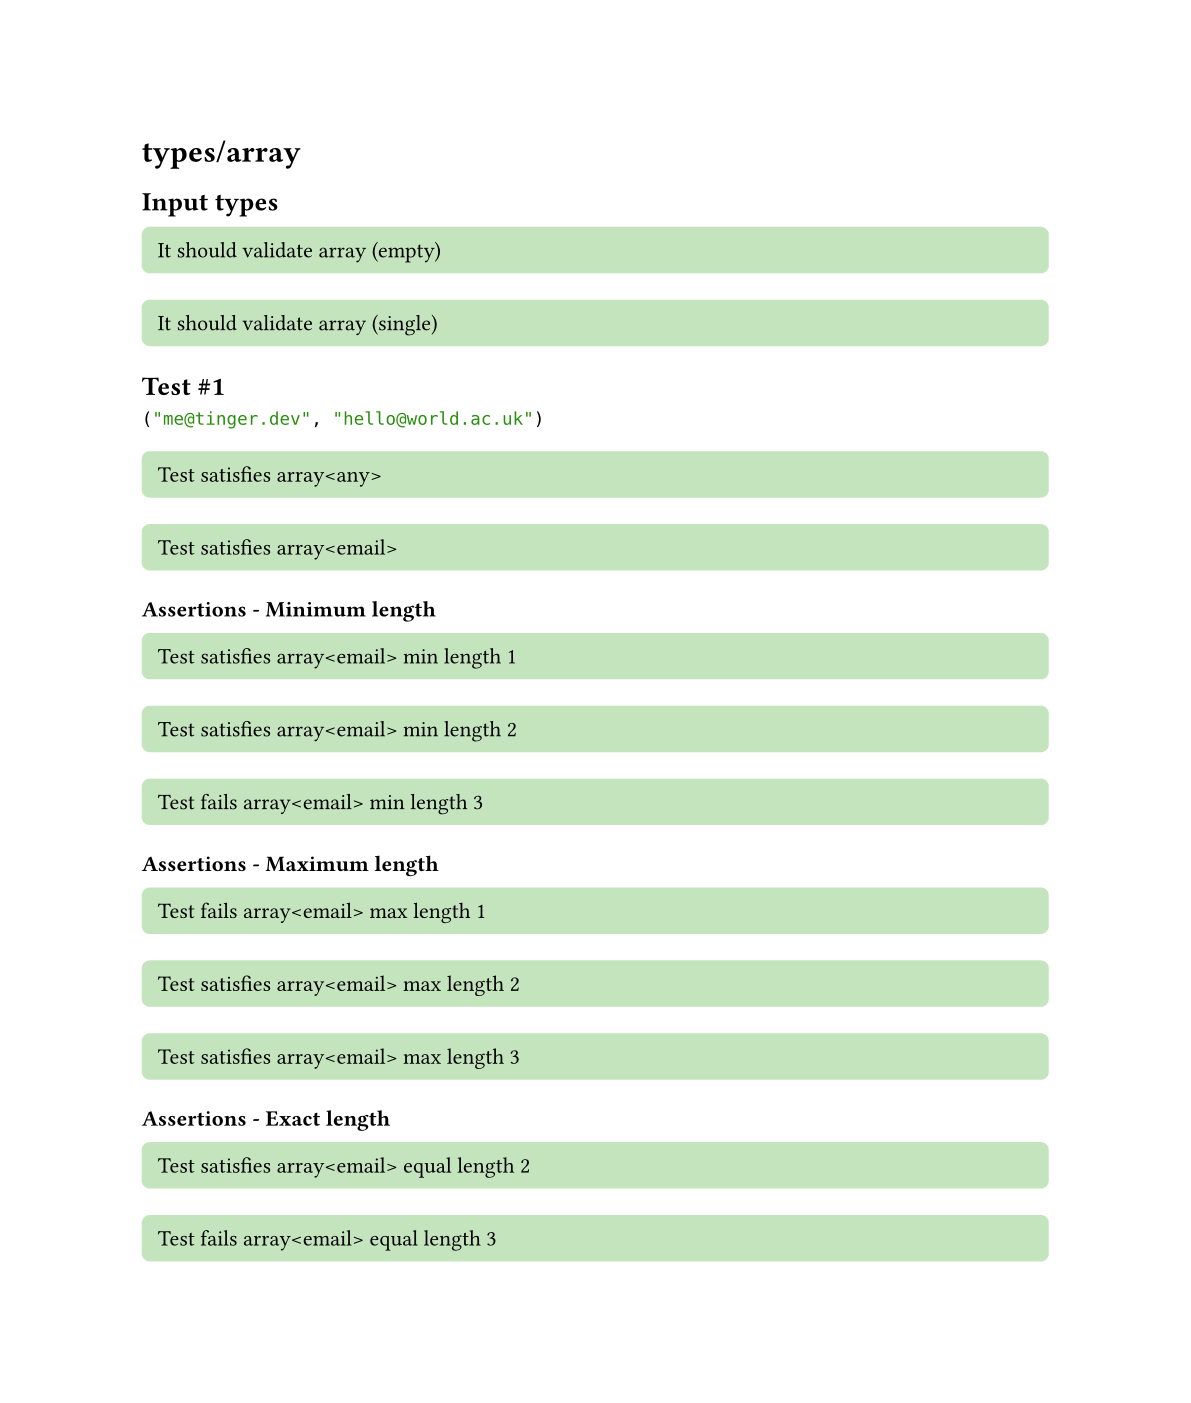 types/array
Input types
It should validate array (empty)
It should validate array (single)
Test #1
("me@tinger.dev", "hello@world.ac.uk")
Test satisfies array<any>
Test satisfies array<email>
Assertions - Minimum length
Test satisfies array<email> min length 1
Test satisfies array<email> min length 2
Test fails array<email> min length 3
Assertions - Maximum length
Test fails array<email> max length 1
Test satisfies array<email> max length 2
Test satisfies array<email> max length 3
Assertions - Exact length
Test satisfies array<email> equal length 2
Test fails array<email> equal length 3